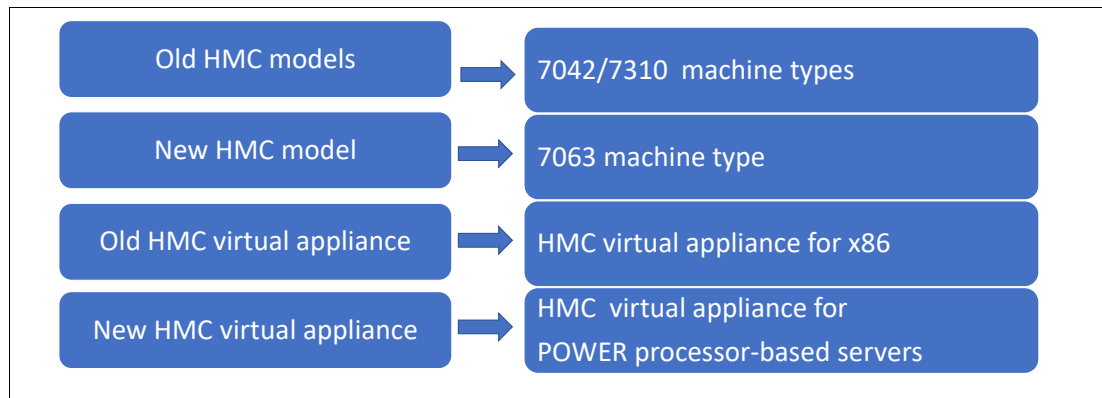 Old HMC models
7042/7310 machine types
New HMC model
7063 machine type
Old HMC virtual appliance
HMC virtual appliance for x86
New HMC virtual appliance
HMC virtual appliance for
POWER processor-based servers